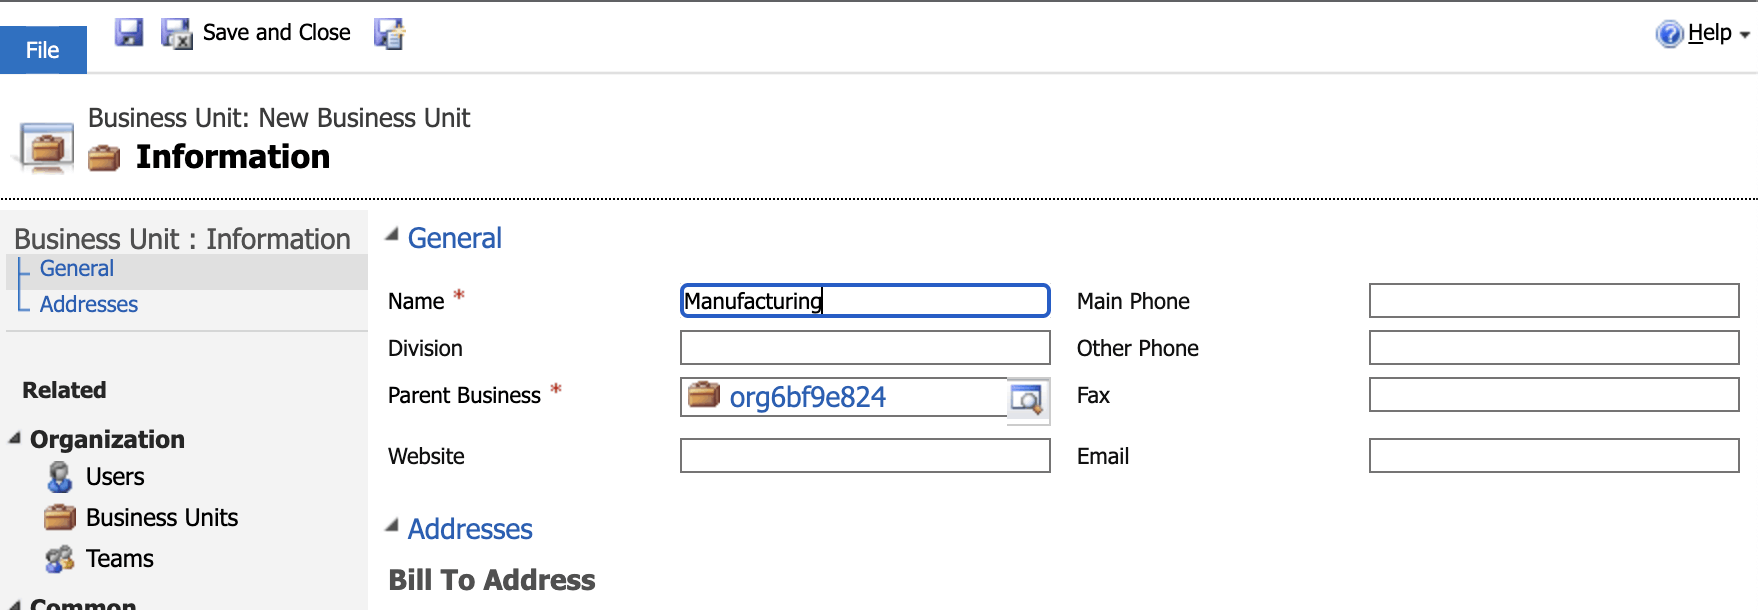 File
Save and Close
Help
Business Unit: New Business Unit
Information
Business Unit : Information
General
Addresses
Related
Organization
Users
Business Units
Teams
Common
General
Name *
Manufacturing
Main Phone
Division
Other Phone
Parent Business *
org6bf9e824
Fax
Website
Email
Addresses
Bill To Address